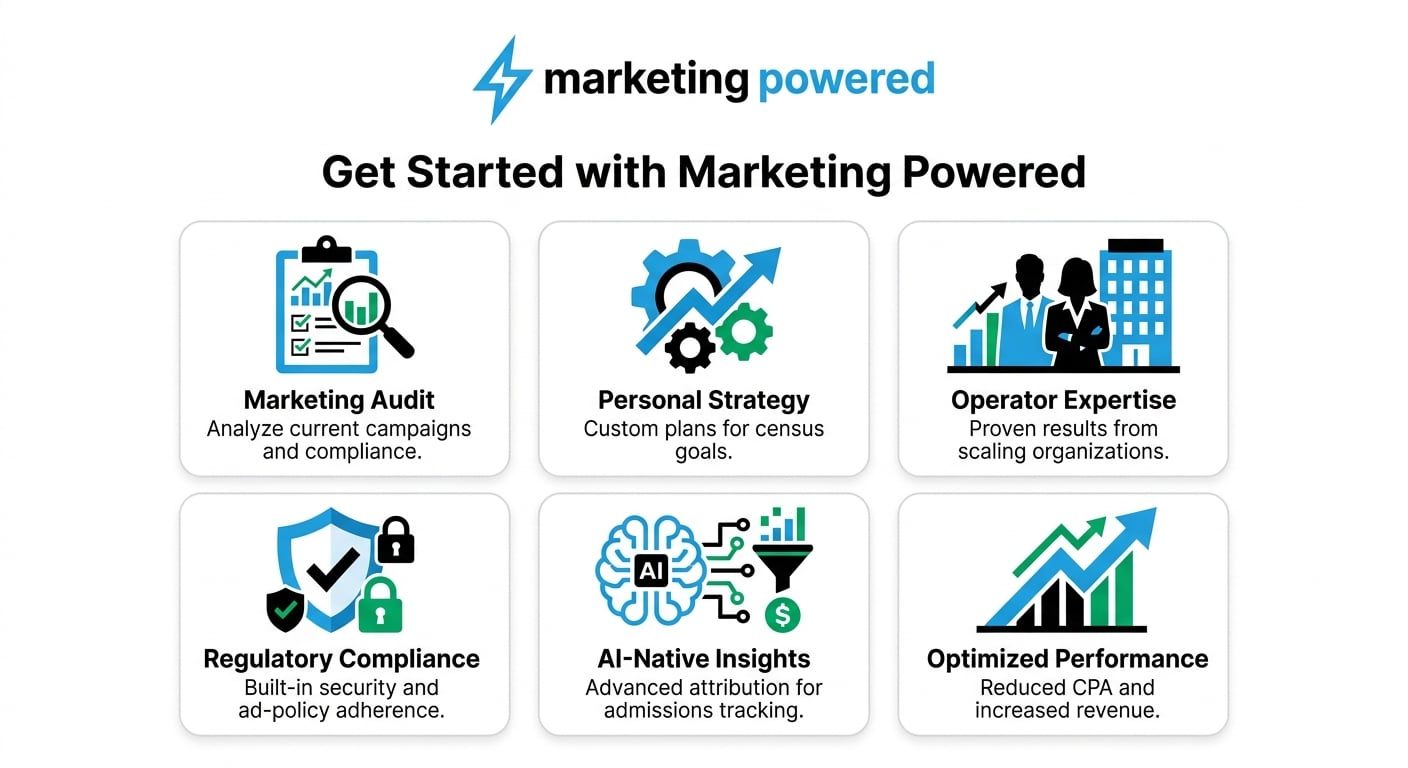 marketing powered
Get Started with Marketing Powered
Marketing Audit
Analyze current campaigns
and compliance.
Personal Strategy
Custom plans for census
goals.
Operator Expertise
Proven results from
scaling organizations.
Regulatory Compliance
Built-in security and
ad-policy adherence.
AI
$
AI-Native Insights
Advanced attribution for
admissions tracking.
Optimized Performance
Reduced CPA and
increased revenue.